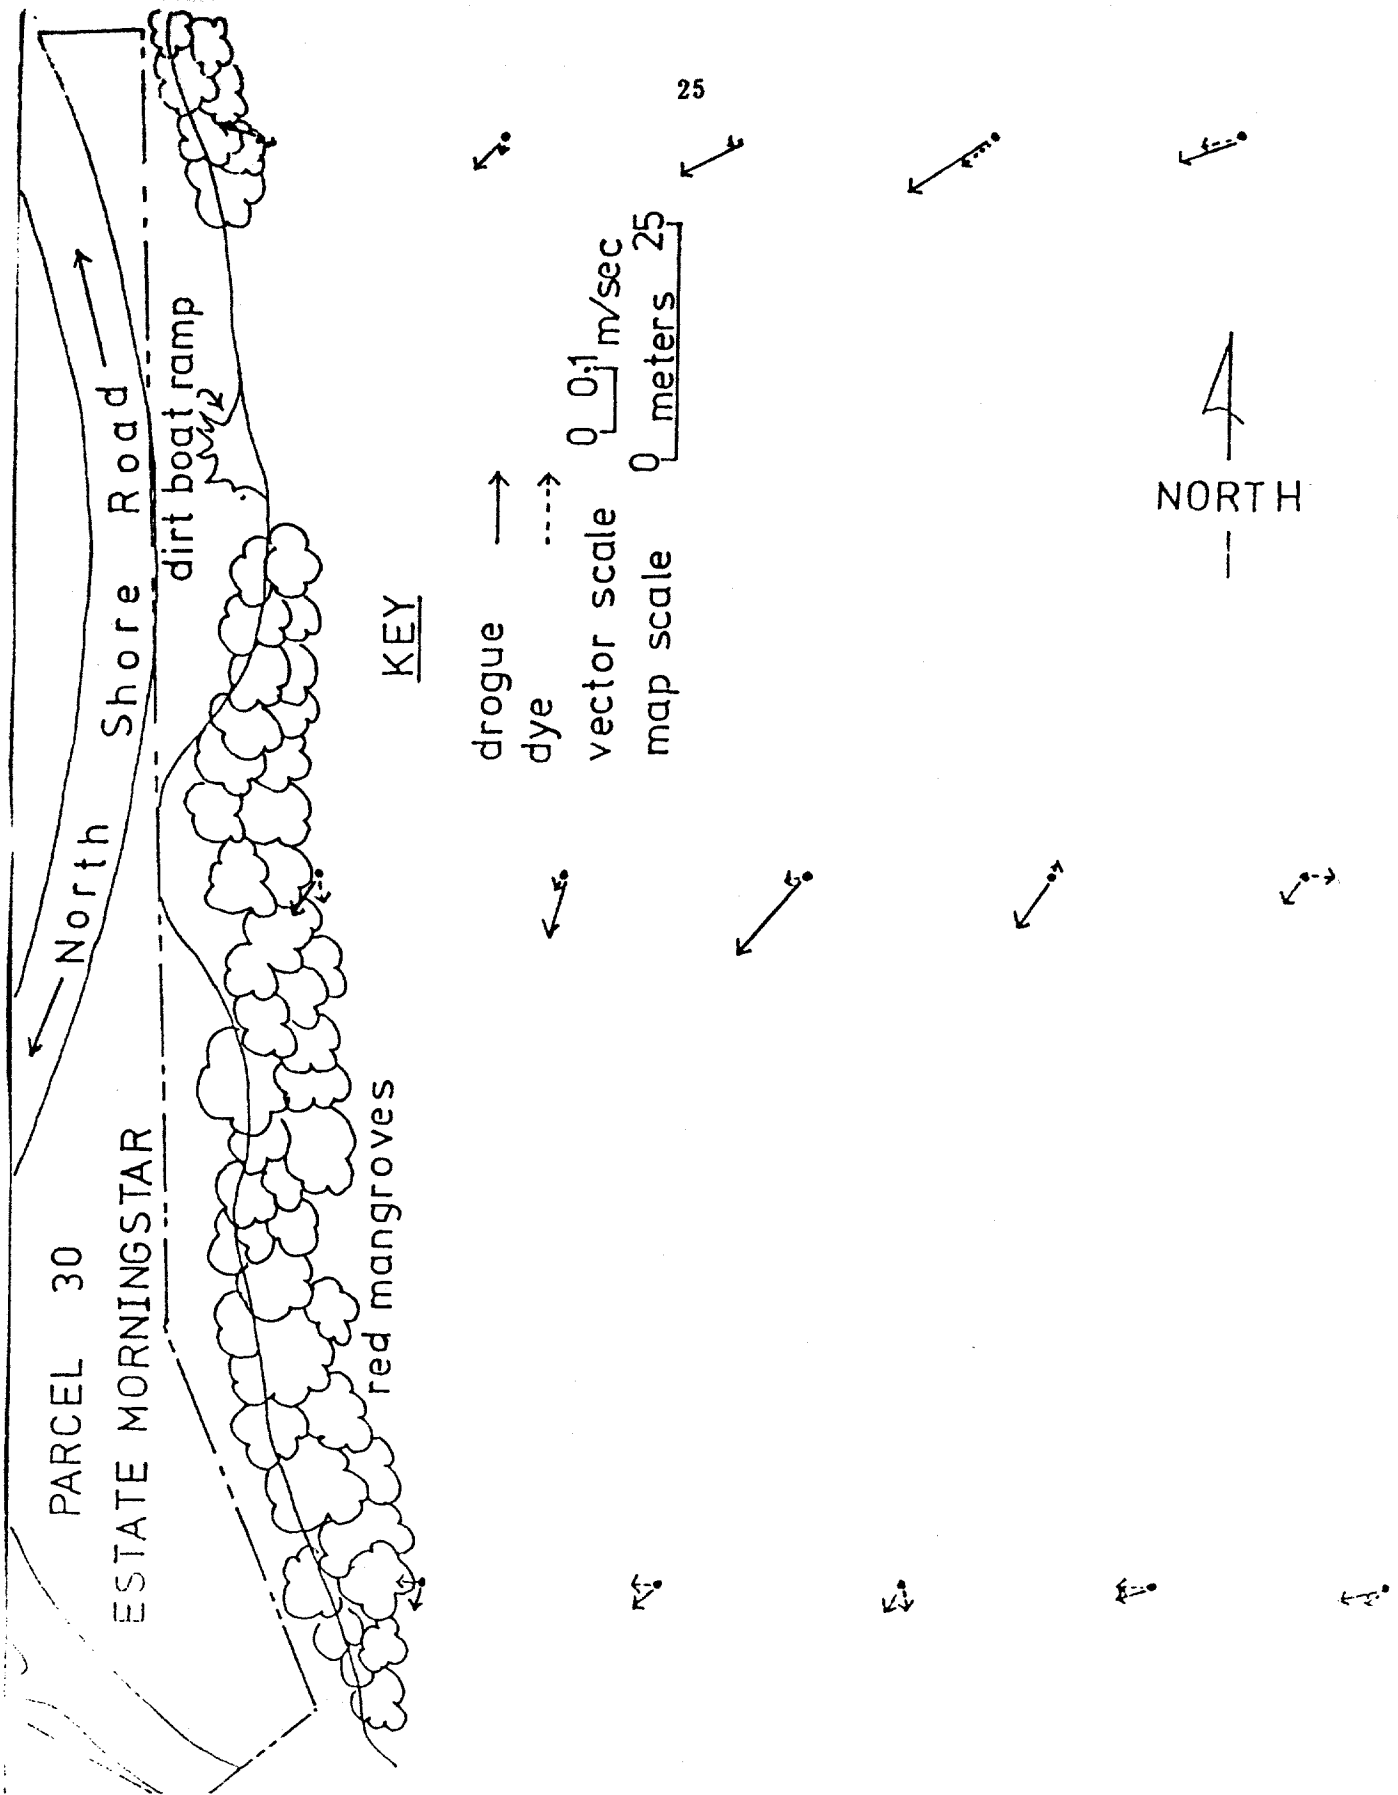 25
North Shore Road
dirt boat ramp
PARCEL 30
ESTATE MORNINGSTAR
red mangroves
KEY
drogue
dye
vector scale 0 0.1 m/sec
map scale 0 meters 25
NORTH